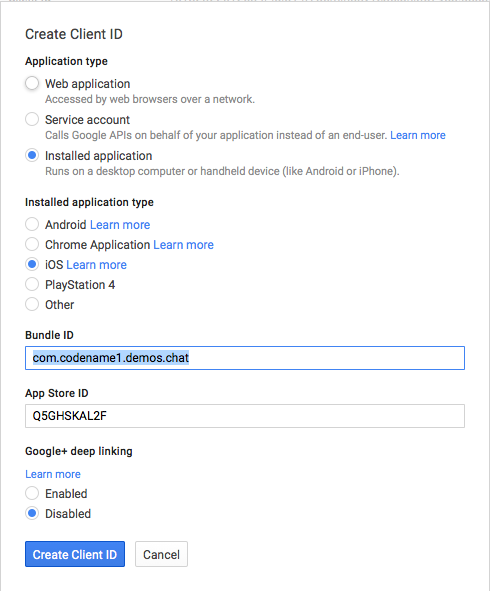 Create Client ID
Application type
Web application
Accessed by web browsers over a network.
Service account
Calls Google APIs on behalf of your application instead of an end-user. Learn more
Installed application
Runs on a desktop computer or handheld device (like Android or iPhone).
Installed application type
Android Learn more
Chrome Application Learn more
iOS Learn more
PlayStation 4
Other
Bundle ID
com.codename1.demos.chat
App Store ID
Q5GHSKAL2F
Google+ deep linking
Learn more
Enabled
Disabled
Create Client ID Cancel